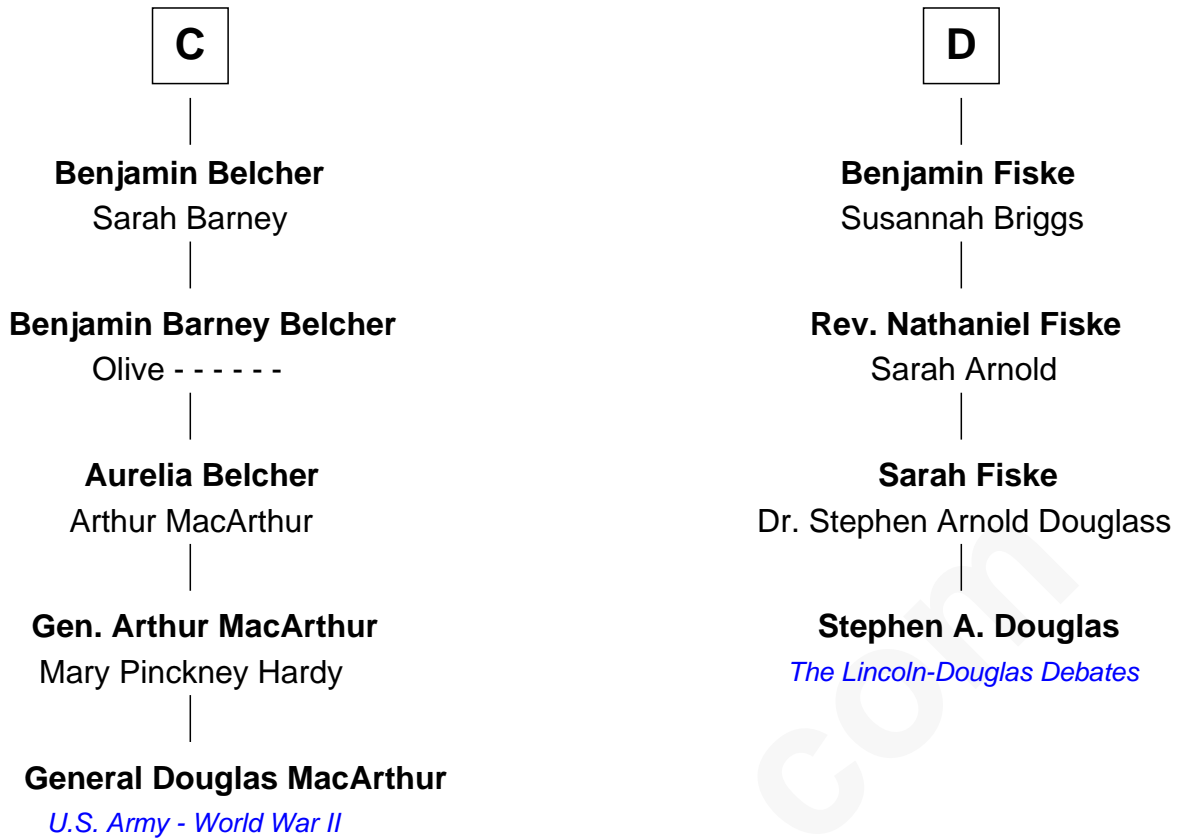 C
Benjamin Belcher
Sarah Barney
Benjamin Barney Belcher
Olive - - - - - -
Aurelia Belcher
Arthur MacArthur
Gen. Arthur MacArthur
Mary Pinckney Hardy
General Douglas MacArthur
U.S. Army - World War II
D
Benjamin Fiske
Susannah Briggs
Rev. Nathaniel Fiske
Sarah Arnold
Sarah Fiske
Dr. Stephen Arnold Douglass
Stephen A. Douglas
The Lincoln-Douglas Debates
com